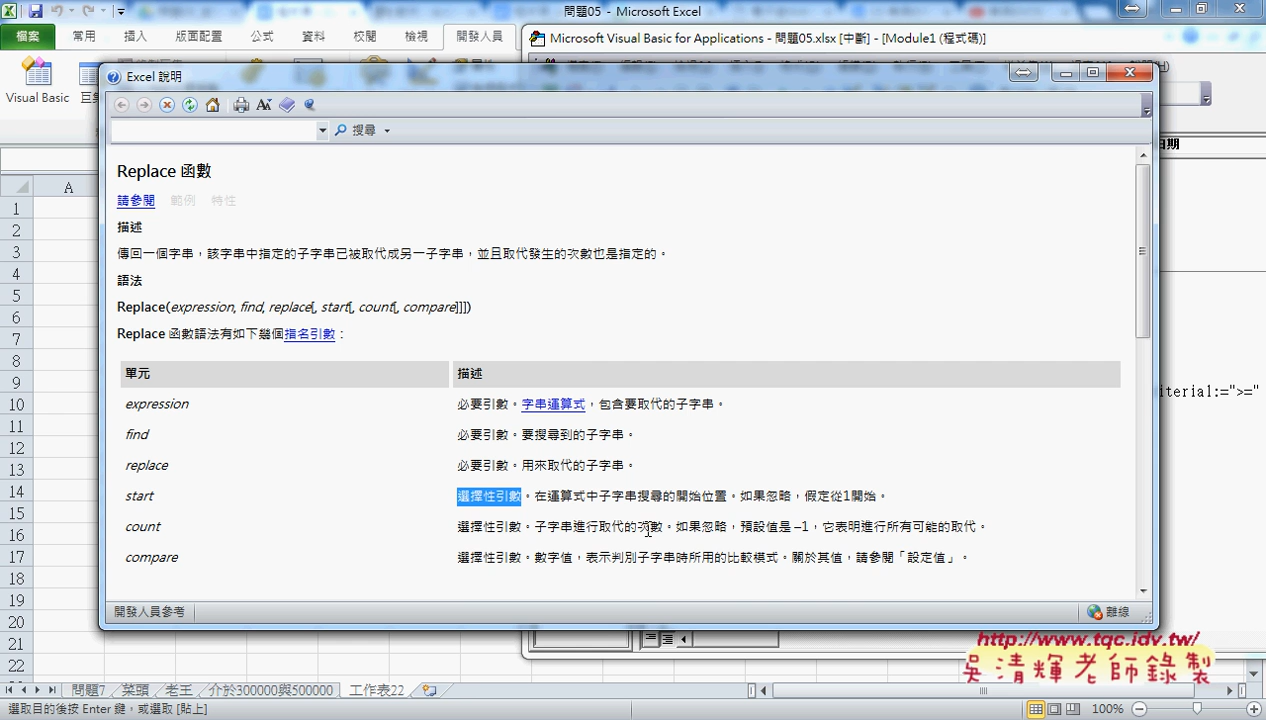 問題05 - Microsoft Excel
檔案 常用 插入 版面配置 公式 資料 校閱 檢視 開發人員
Microsoft Visual Basic for Applications - 問題05.xlsx [中斷] - [Module1 (程式碼)]
Visual Basic
Excel 說明
搜尋
日期
Replace 函數
請參閱 範例 特性
描述
傳回一個字串，該字串中指定的子字串已被取代成另一子字串，並且取代發生的次數也是指定的。
語法
Replace(expression, find, replace[, start[, count[, compare]]])
Replace 函數語法有如下幾個指名引數：
單元 描述
expression 必要引數。字串運算式，包含要取代的子字串。
find 必要引數。要搜尋到的子字串。
replace 必要引數。用來取代的子字串。
start 選擇性引數。在運算式中子字串搜尋的開始位置。如果忽略，假定從1開始。
count 選擇性引數。子字串進行取代的次數。如果忽略，預設值是 –1，它表明進行所有可能的取代。
compare 選擇性引數。數字值，表示判別子字串時所用的比較模式。關於其值，請參閱「設定值」。
iterial:=">="
開發人員參考 離線
A
1
2
3
4
5
6
7
8
9
10
11
12
13
14
15
16
17
18
19
20
21
22
http://www.tqc.idv.tw/
吳清輝老師錄製
問題7 菜頭 老王 介於300000與500000 工作表22
選取目的後按 Enter 鍵，或選取 [貼上] 100%